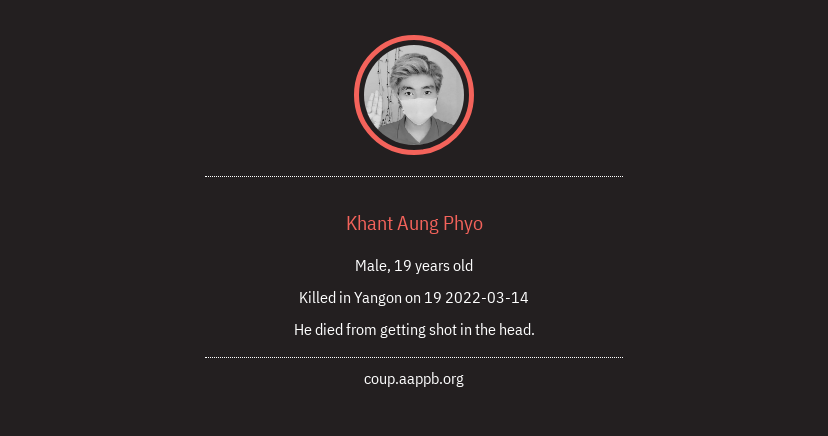 Khant Aung Phyo
Male, 19 years old
Killed in Yangon on 19 2022-03-14
He died from getting shot in the head.
coup.aappb.org